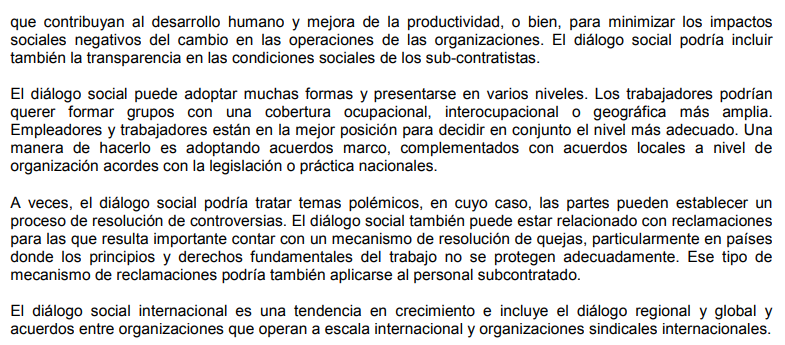 que contribuyan al desarrollo humano y mejora de la productividad, o bien, para minimizar los impactos
sociales negativos del cambio en las operaciones de las organizaciones. El diálogo social podría incluir
también la transparencia en las condiciones sociales de los sub-contratistas.
El diálogo social puede adoptar muchas formas y presentarse en varios niveles. Los trabajadores podrían
querer formar grupos con una cobertura ocupacional, interocupacional o geográfica más amplia.
Empleadores y trabajadores están en la mejor posición para decidir en conjunto el nivel más adecuado. Una
manera de hacerlo es adoptando acuerdos marco, complementados con acuerdos locales a nivel de
organización acordes con la legislación o práctica nacionales.
A veces, el diálogo social podría tratar temas polémicos, en cuyo caso, las partes pueden establecer un
proceso de resolución de controversias. El diálogo social también puede estar relacionado con reclamaciones
para las que resulta importante contar con un mecanismo de resolución de quejas, particularmente en países
donde los principios y derechos fundamentales del trabajo no se protegen adecuadamente. Ese tipo de
mecanismo de reclamaciones podría también aplicarse al personal subcontratado.
El diálogo social internacional es una tendencia en crecimiento e incluye el diálogo regional y global y
acuerdos entre organizaciones que operan a escala internacional y organizaciones sindicales internacionales.